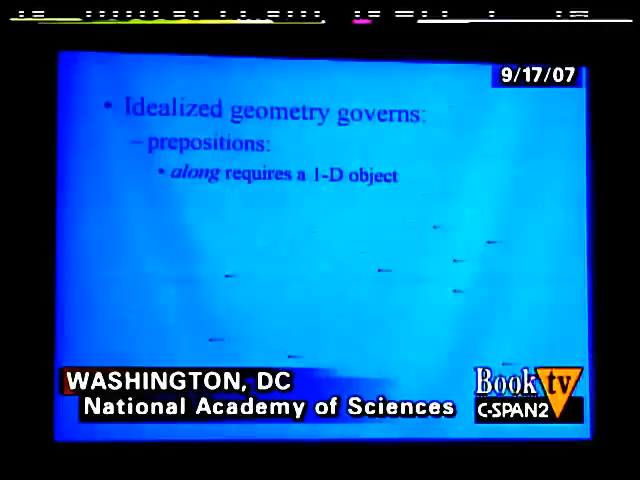 9/17/07
• Idealized geometry governs:
– prepositions:
• along requires a 1-D object
WASHINGTON, DC
National Academy of Sciences
Book tv
C-SPAN2